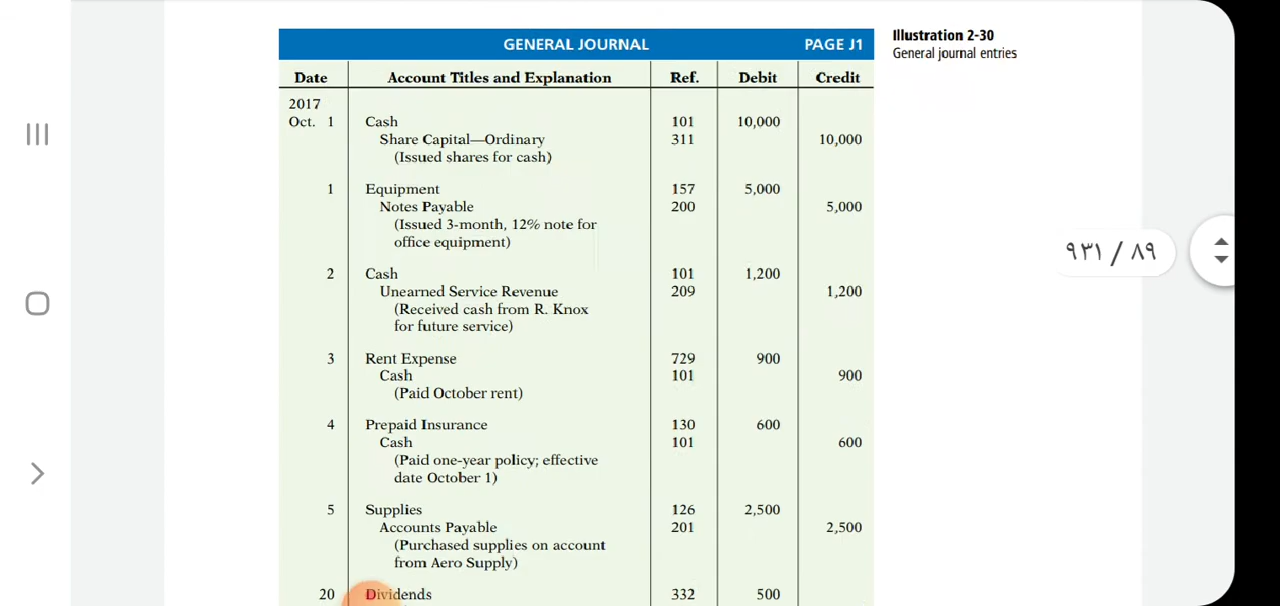 GENERAL JOURNAL PAGE J1
Illustration 2-30
General journal entries
Date Account Titles and Explanation Ref. Debit Credit
2017
Oct. 1 Cash 101 10,000
Share Capital—Ordinary 311 10,000
(Issued shares for cash)
1 Equipment 157 5,000
Notes Payable 200 5,000
(Issued 3-month, 12% note for
office equipment)
2 Cash 101 1,200
Unearned Service Revenue 209 1,200
(Received cash from R. Knox
for future service)
3 Rent Expense 729 900
Cash 101 900
(Paid October rent)
4 Prepaid Insurance 130 600
Cash 101 600
(Paid one-year policy; effective
date October 1)
5 Supplies 126 2,500
Accounts Payable 201 2,500
(Purchased supplies on account
from Aero Supply)
20 Dividends 332 500
٩٣١ / ٨٩